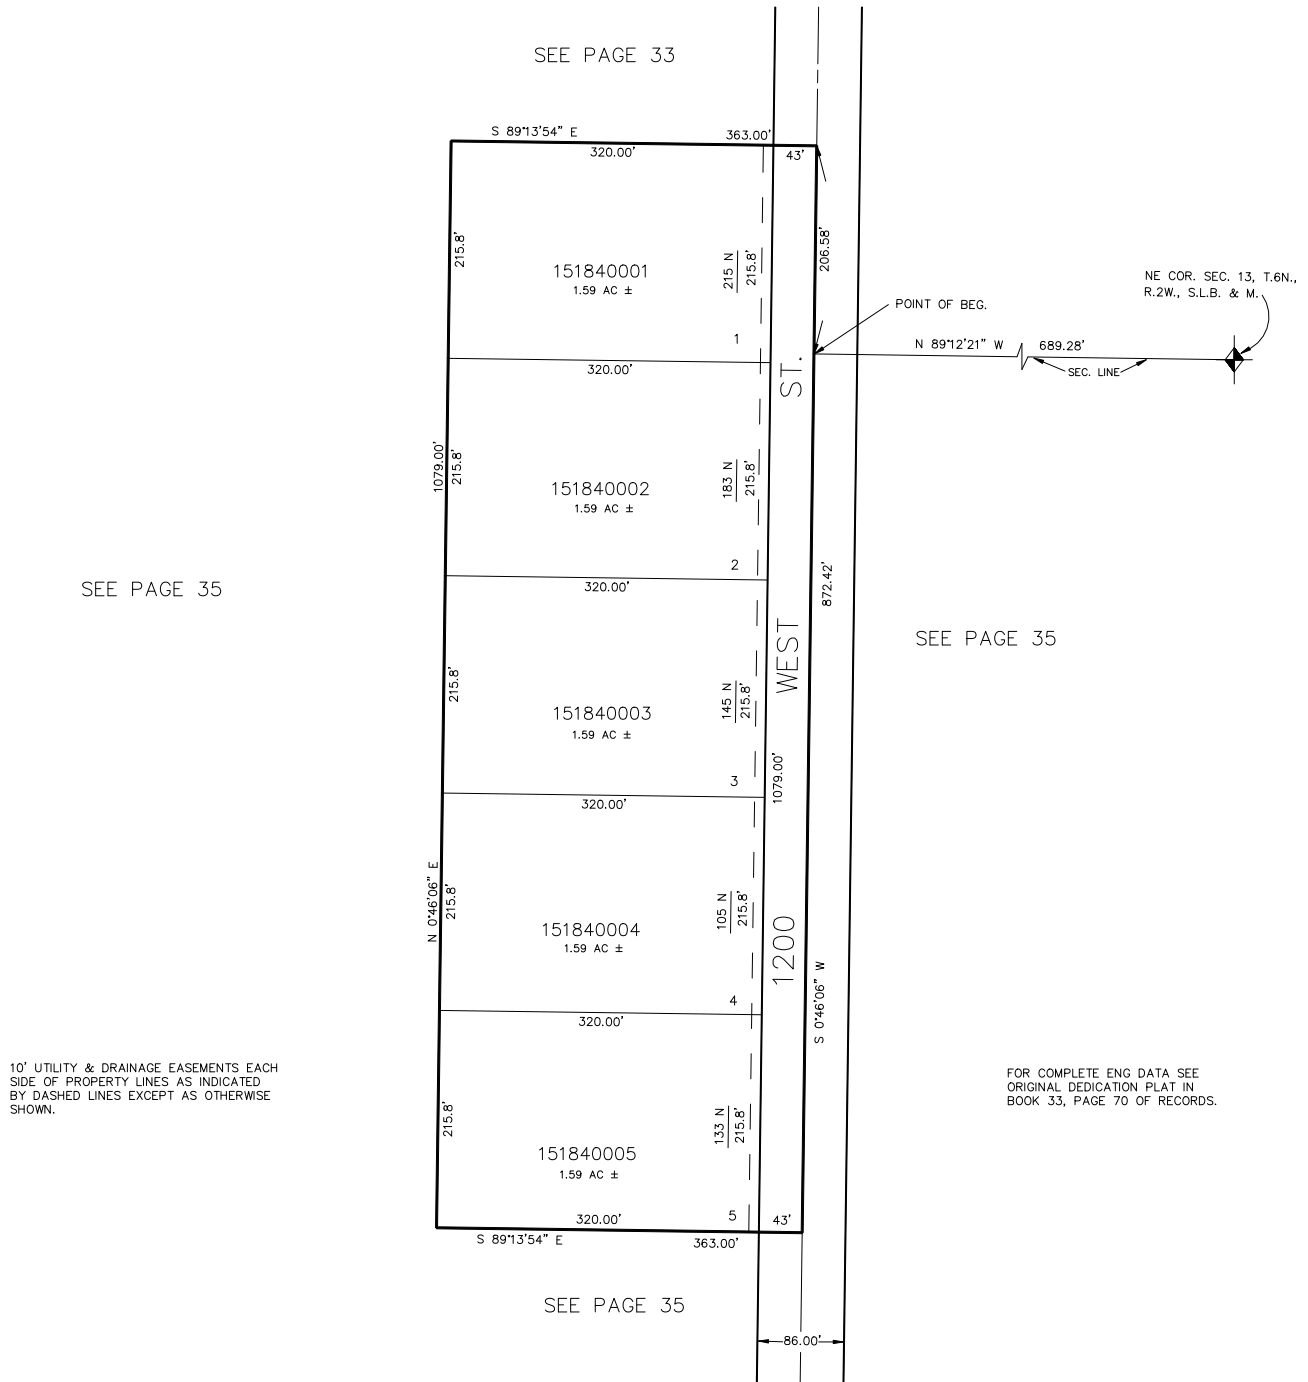 SEE PAGE 33
S 89°13'54" E
363.00'
320.00'
43'
215.8'
151840001
1.59 AC ±
215 N
215.8'
1
206.58'
POINT OF BEG.
NE COR. SEC. 13, T.6N.,
R.2W., S.L.B. & M.
N 89°12'21" W
689.28'
SEC. LINE
320.00'
ST.
1079.00'
215.8'
151840002
1.59 AC ±
183 N
215.8'
2
320.00'
872.42'
SEE PAGE 35
WEST
SEE PAGE 35
215.8'
151840003
1.59 AC ±
145 N
215.8'
3
320.00'
1079.00'
N 0°46'06" E
215.8'
151840004
1.59 AC ±
105 N
215.8'
4
320.00'
1200
S 0°46'06" W
10' UTILITY & DRAINAGE EASEMENTS EACH
SIDE OF PROPERTY LINES AS INDICATED
BY DASHED LINES EXCEPT AS OTHERWISE
SHOWN.
FOR COMPLETE ENG DATA SEE
ORIGINAL DEDICATION PLAT IN
BOOK 33, PAGE 70 OF RECORDS.
215.8'
151840005
1.59 AC ±
133 N
215.8'
5
320.00'
43'
S 89°13'54" E
363.00'
SEE PAGE 35
86.00'